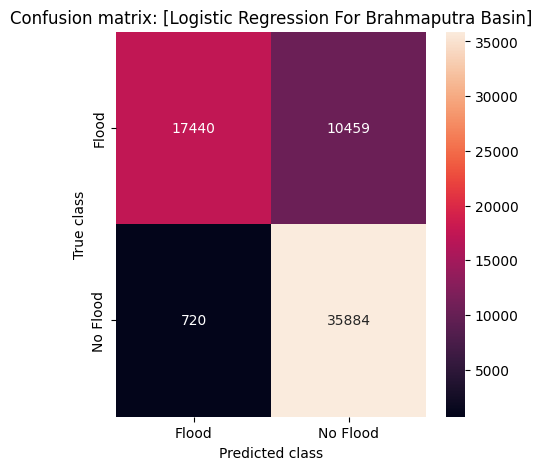 Confusion matrix: [Logistic Regression For Brahmaputra Basin]
Flood
17440
10459
True class
No Flood
720
35884
Flood
No Flood
Predicted class
35000
30000
25000
20000
15000
10000
5000